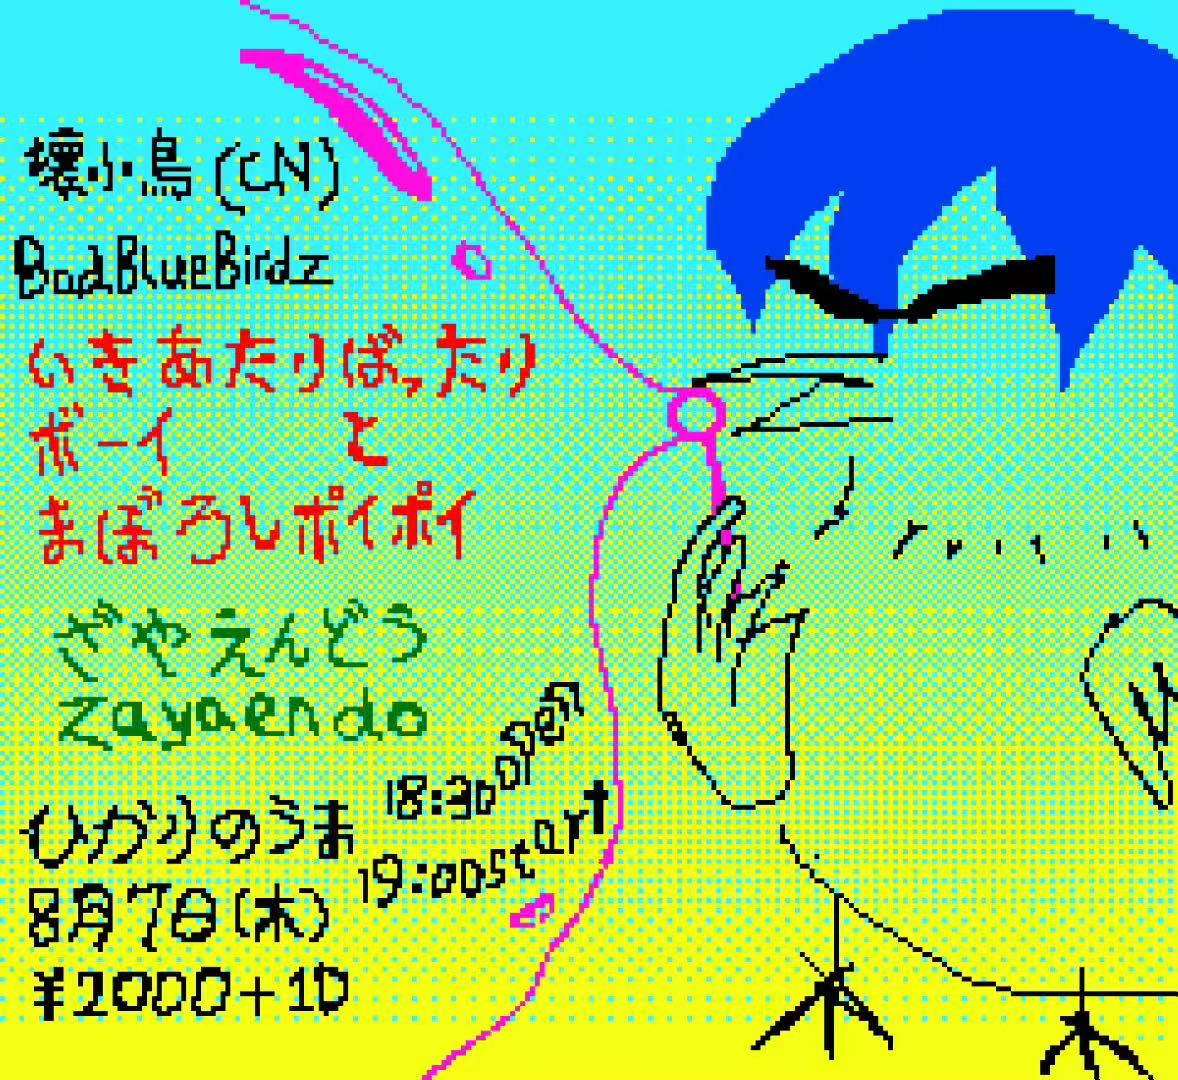 壊小鳥(CN)
BadBlueBirdz
いきあたりばったり
ボーイ と
まぼろしポイポイ
ざやえんどう
zayaendo
18:30open
19:00start
ひかりのうま
8月7日(木)
¥2000+1D